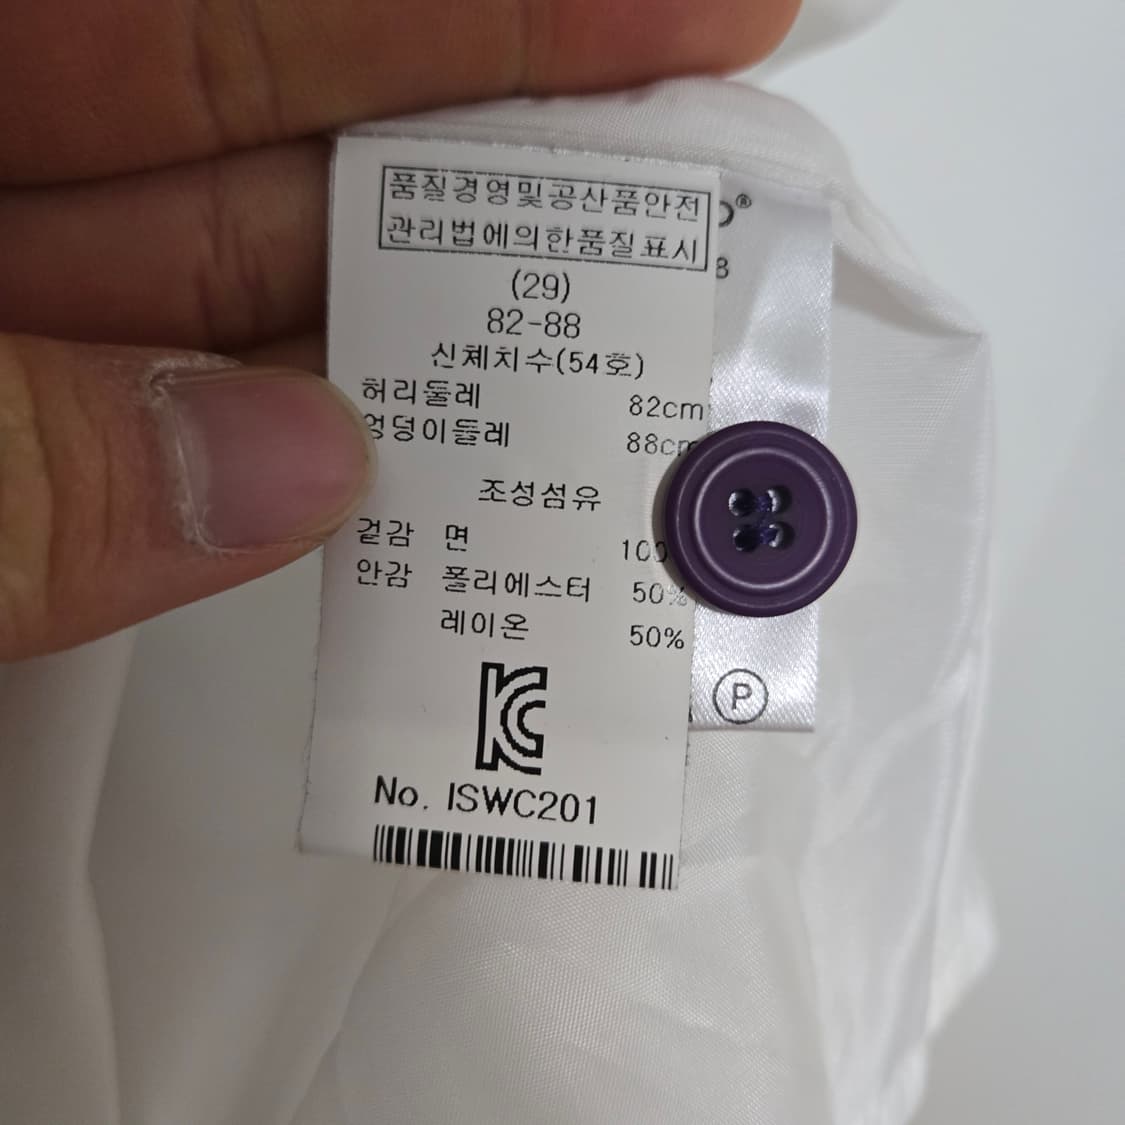 품질경영및공산품안전
관리법에의한품질표시
(29)
82-88
신체치수(54호)
허리둘레 82cm
엉덩이둘레 88cm
조성섬유
겉감 면 100
안감 폴리에스터 50%
레이온 50%
KC
No. ISWC201
®
8
P